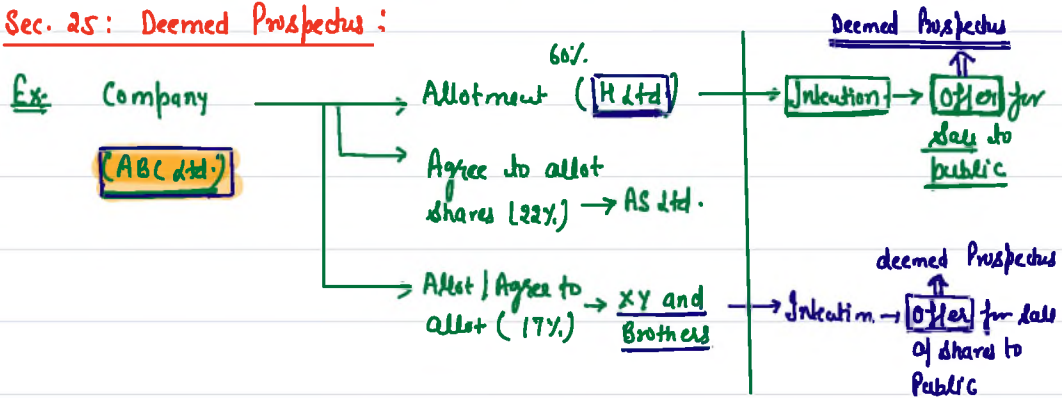 Sec. 25: Deemed Prospectus:
Deemed Prospectus
Ex- Company
(ABC Ltd.)
60%
Allotment (H Ltd)
Intention → offer for
Sale to
public
Agree to allot
shares (22%) → AS Ltd.
deemed Prospectus
Allot / Agree to → XY and
allot (17%) Brothers
Intention → offer for sale
of shares to
Public